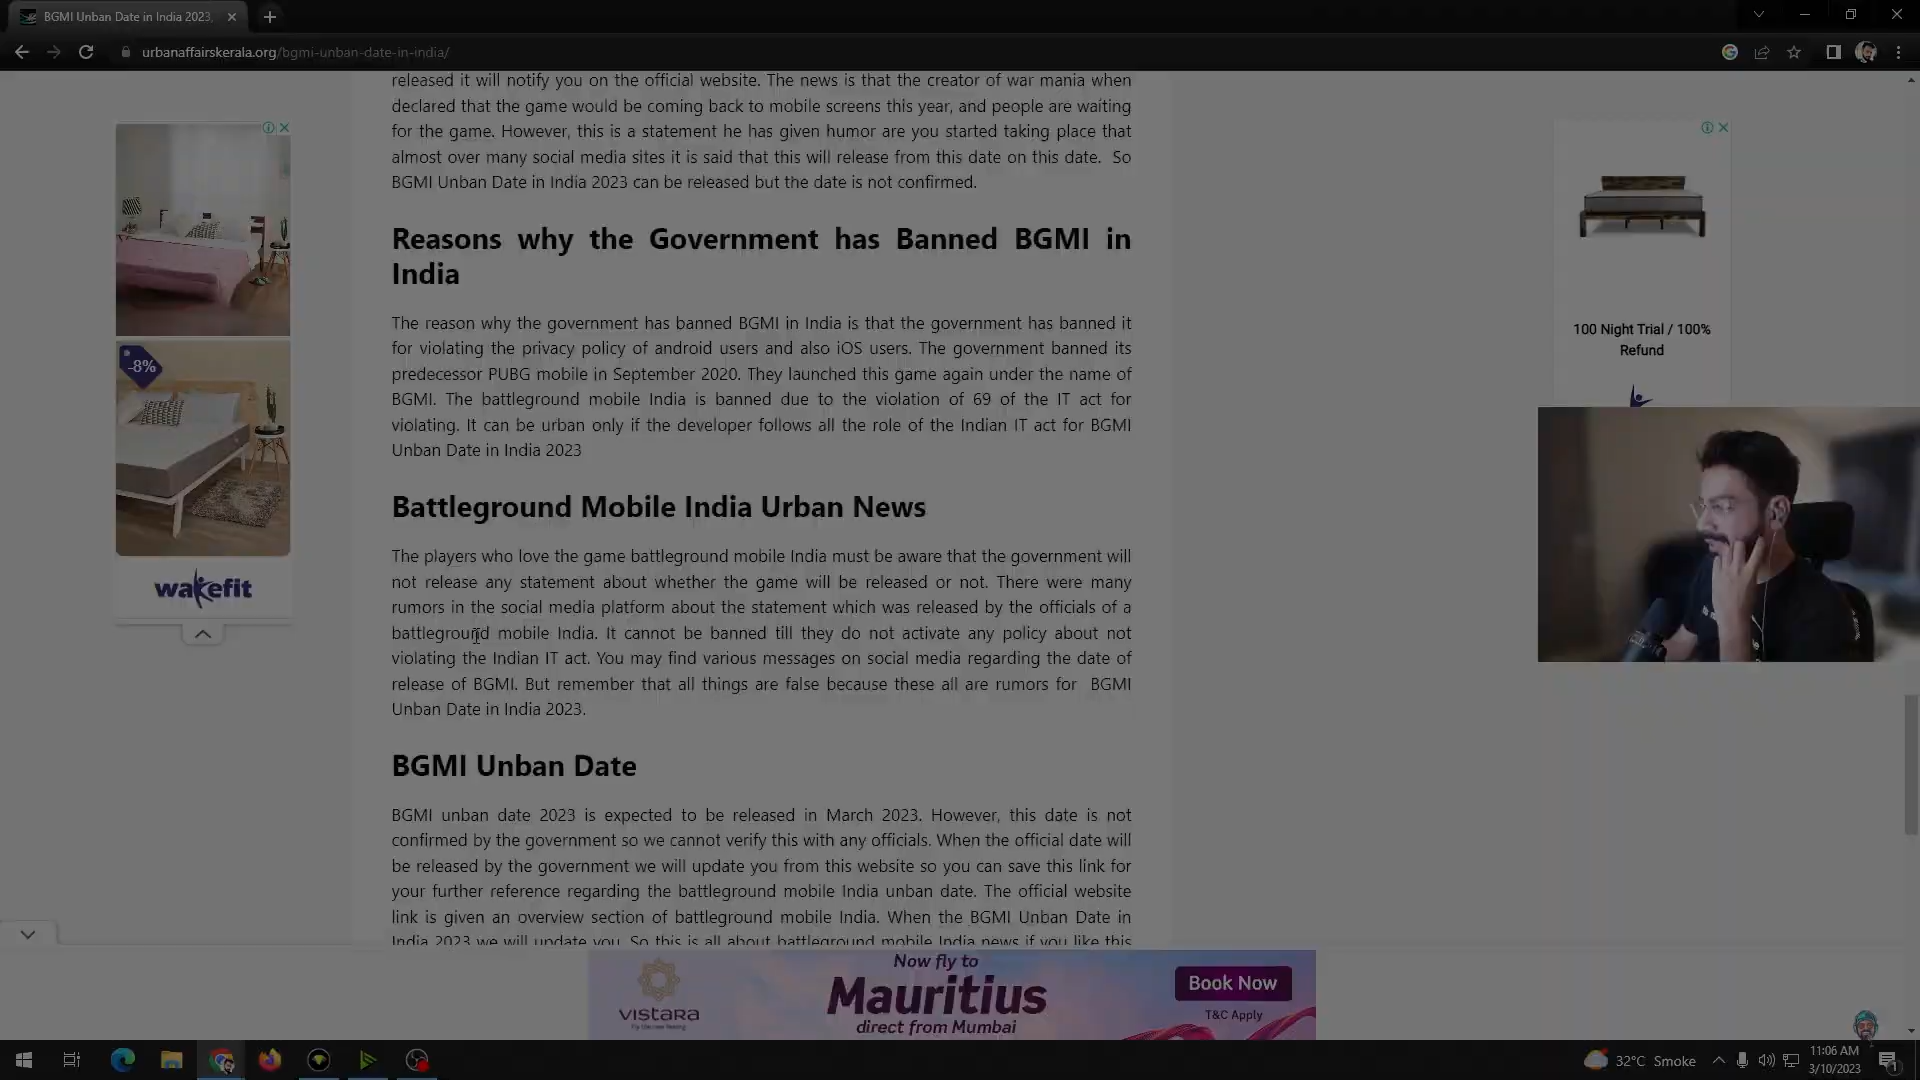 BGMI Unban Date in India 2023,
urbanaffairskerala.org/bgmi-unban-date-in-india/
released it will notify you on the official website. The news is that the creator of war mania when
declared that the game would be coming back to mobile screens this year, and people are waiting
for the game. However, this is a statement he has given humor are you started taking place that
almost over many social media sites it is said that this will release from this date on this date. So
BGMI Unban Date in India 2023 can be released but the date is not confirmed.
Reasons why the Government has Banned BGMI in
India
The reason why the government has banned BGMI in India is that the government has banned it
for violating the privacy policy of android users and also iOS users. The government banned its
predecessor PUBG mobile in September 2020. They launched this game again under the name of
BGMI. The battleground mobile India is banned due to the violation of 69 of the IT act for
violating. It can be urban only if the developer follows all the role of the Indian IT act for BGMI
Unban Date in India 2023
Battleground Mobile India Urban News
The players who love the game battleground mobile India must be aware that the government will
not release any statement about whether the game will be released or not. There were many
rumors in the social media platform about the statement which was released by the officials of a
battleground mobile India. It cannot be banned till they do not activate any policy about not
violating the Indian IT act. You may find various messages on social media regarding the date of
release of BGMI. But remember that all things are false because these all are rumors for BGMI
Unban Date in India 2023.
BGMI Unban Date
BGMI unban date 2023 is expected to be released in March 2023. However, this date is not
confirmed by the government so we cannot verify this with any officials. When the official date will
be released by the government we will update you from this website so you can save this link for
your further reference regarding the battleground mobile India unban date. The official website
link is given an overview section of battleground mobile India. When the BGMI Unban Date in
India 2023 we will update you. So this is all about battleground mobile India news if you like this
-8%
wakefit
100 Night Trial / 100%
Refund
VISTARA
Now fly to
Mauritius
direct from Mumbai
Book Now
T&C Apply
32°C Smoke
11:06 AM
3/10/2023
1